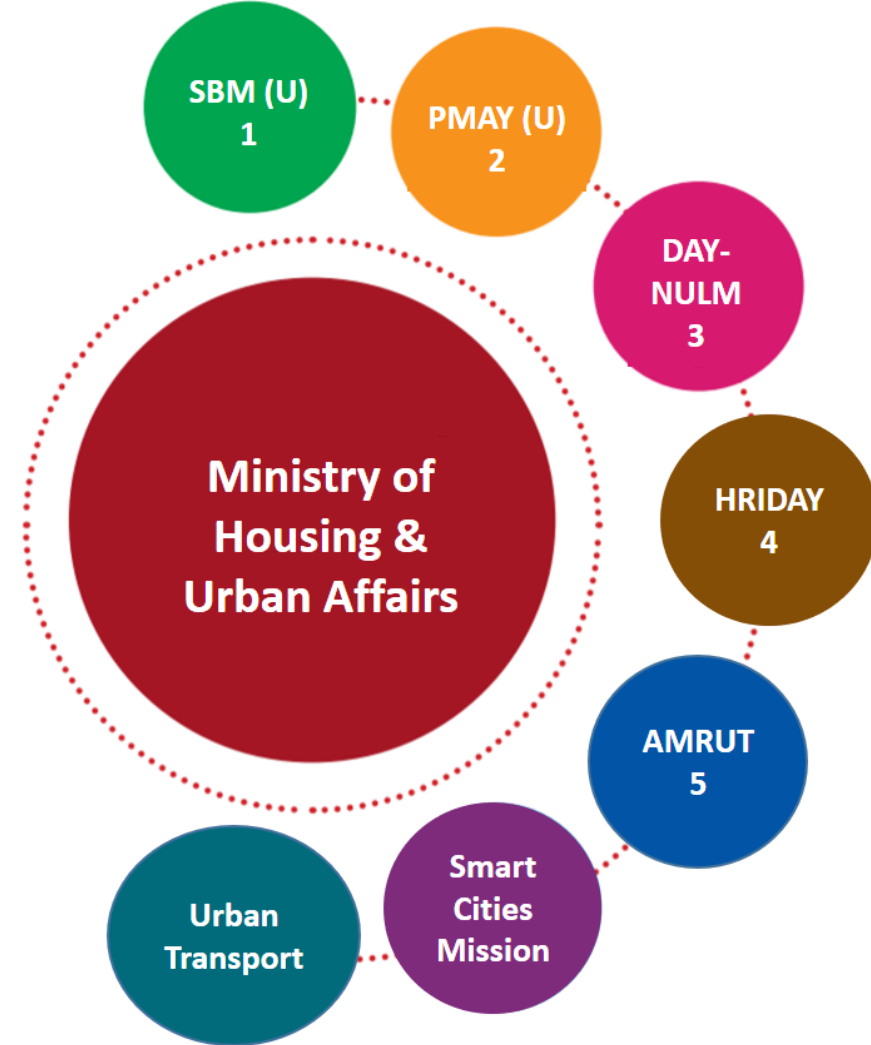 SBM (U)
1
PMAY (U)
2
DAY-
NULM
3
HRIDAY
4
AMRUT
5
Smart
Cities
Mission
Urban
Transport
Ministry of
Housing &
Urban Affairs